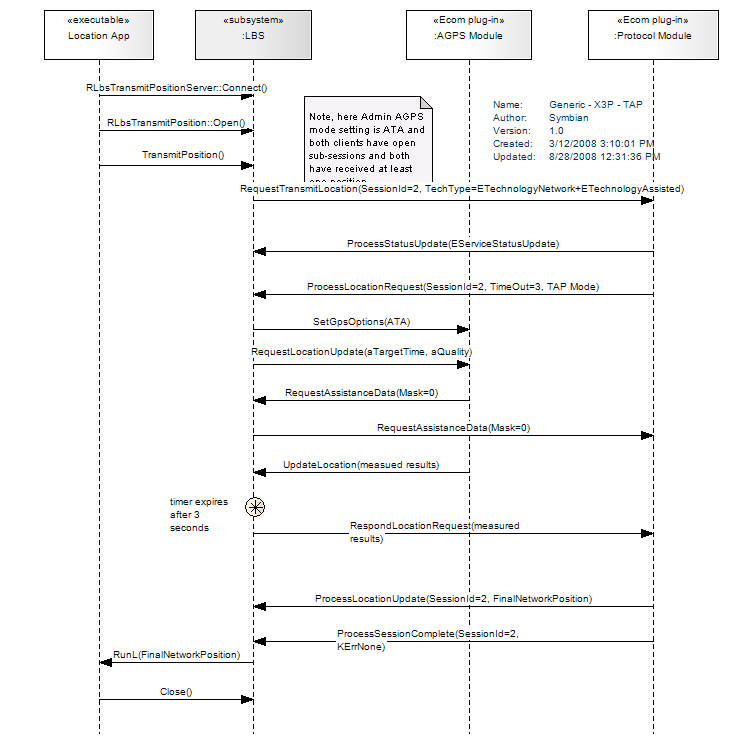 «executable»
Location App
«subsystem»
:LBS
«Ecom plug-in»
:AGPS Module
«Ecom plug-in»
:Protocol Module
RLbsTransmitPositionServer::Connect()
Note, here Admin AGPS
mode setting is ATA and
both clients have open
sub-sessions and both
have received at least
one position
Name: Generic - X3P - TAP
Author: Symbian
Version: 1.0
Created: 3/12/2008 3:10:01 PM
Updated: 8/28/2008 12:31:36 PM
RLbsTransmitPosition::Open()
TransmitPosition()
RequestTransmitLocation(SessionId=2, TechType=ETechnologyNetwork+ETechnologyAssisted)
ProcessStatusUpdate(EServiceStatusUpdate)
ProcessLocationRequest(SessionId=2, TimeOut=3, TAP Mode)
SetGpsOptions(ATA)
RequestLocationUpdate(aTargetTime, aQuality)
RequestAssistanceData(Mask=0)
RequestAssistanceData(Mask=0)
UpdateLocation(measued results)
timer expires
after 3
seconds
RespondLocationRequest(measured
results)
ProcessLocationUpdate(SessionId=2, FinalNetworkPosition)
ProcessSessionComplete(SessionId=2,
KErrNone)
RunL(FinalNetworkPosition)
Close()